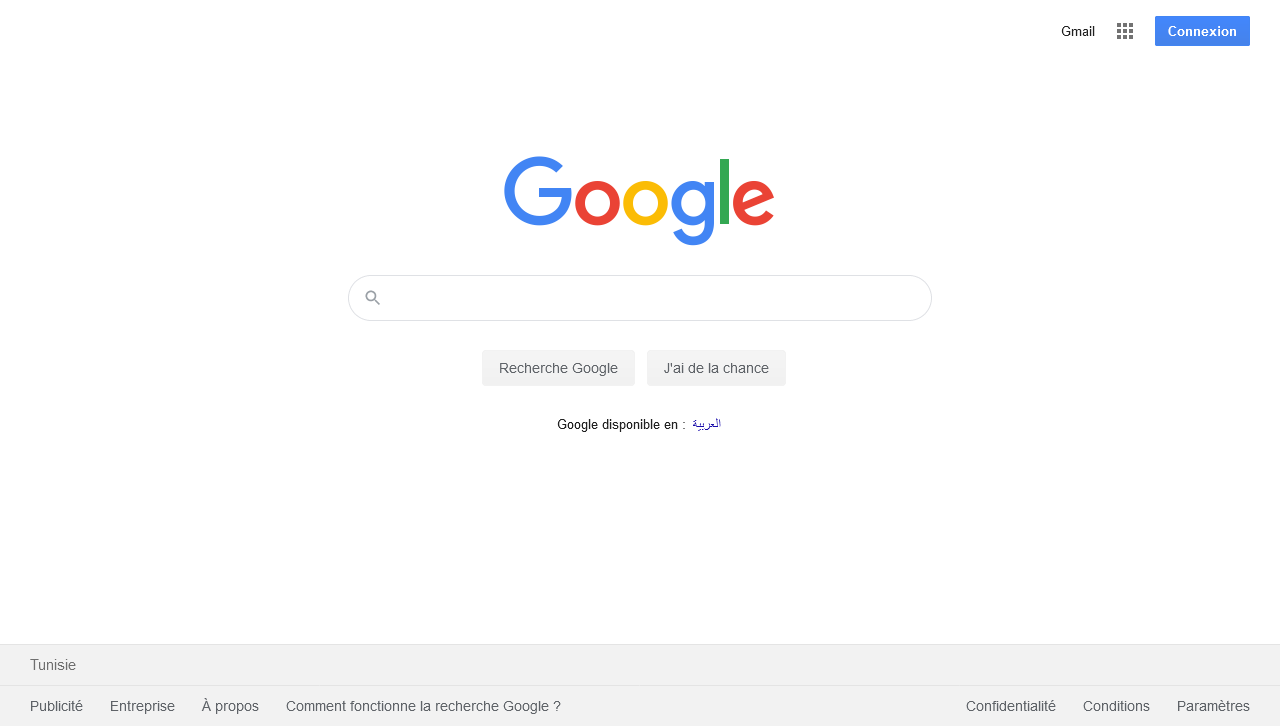 Gmail Connexion
Google
Recherche Google J'ai de la chance
Google disponible en : العربية
Tunisie
Publicité Entreprise À propos Comment fonctionne la recherche Google ? Confidentialité Conditions Paramètres